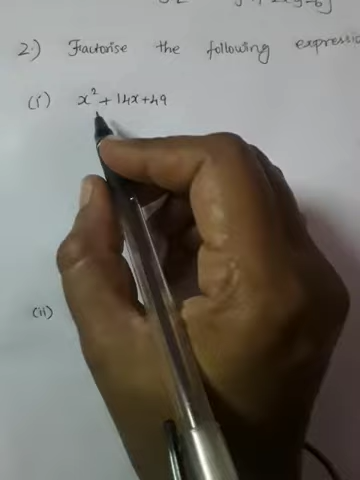 2.) Factorise the following expressio
(i) x² + 14x + 49
(ii)